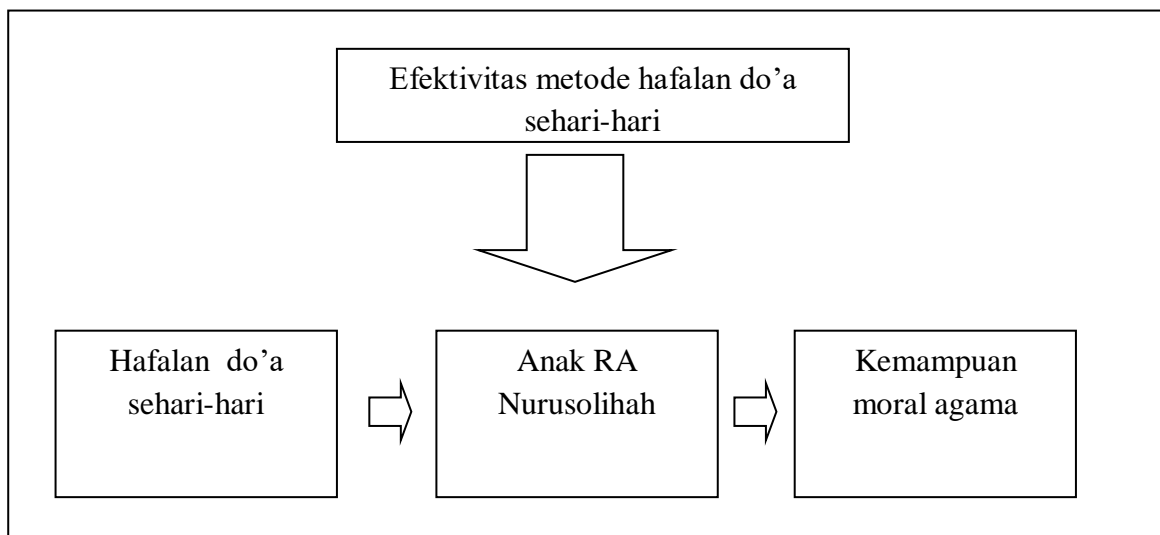 Efektivitas metode hafalan do’a
sehari-hari
Hafalan do’a
sehari-hari
Anak RA
Nurusolihah
Kemampuan
moral agama